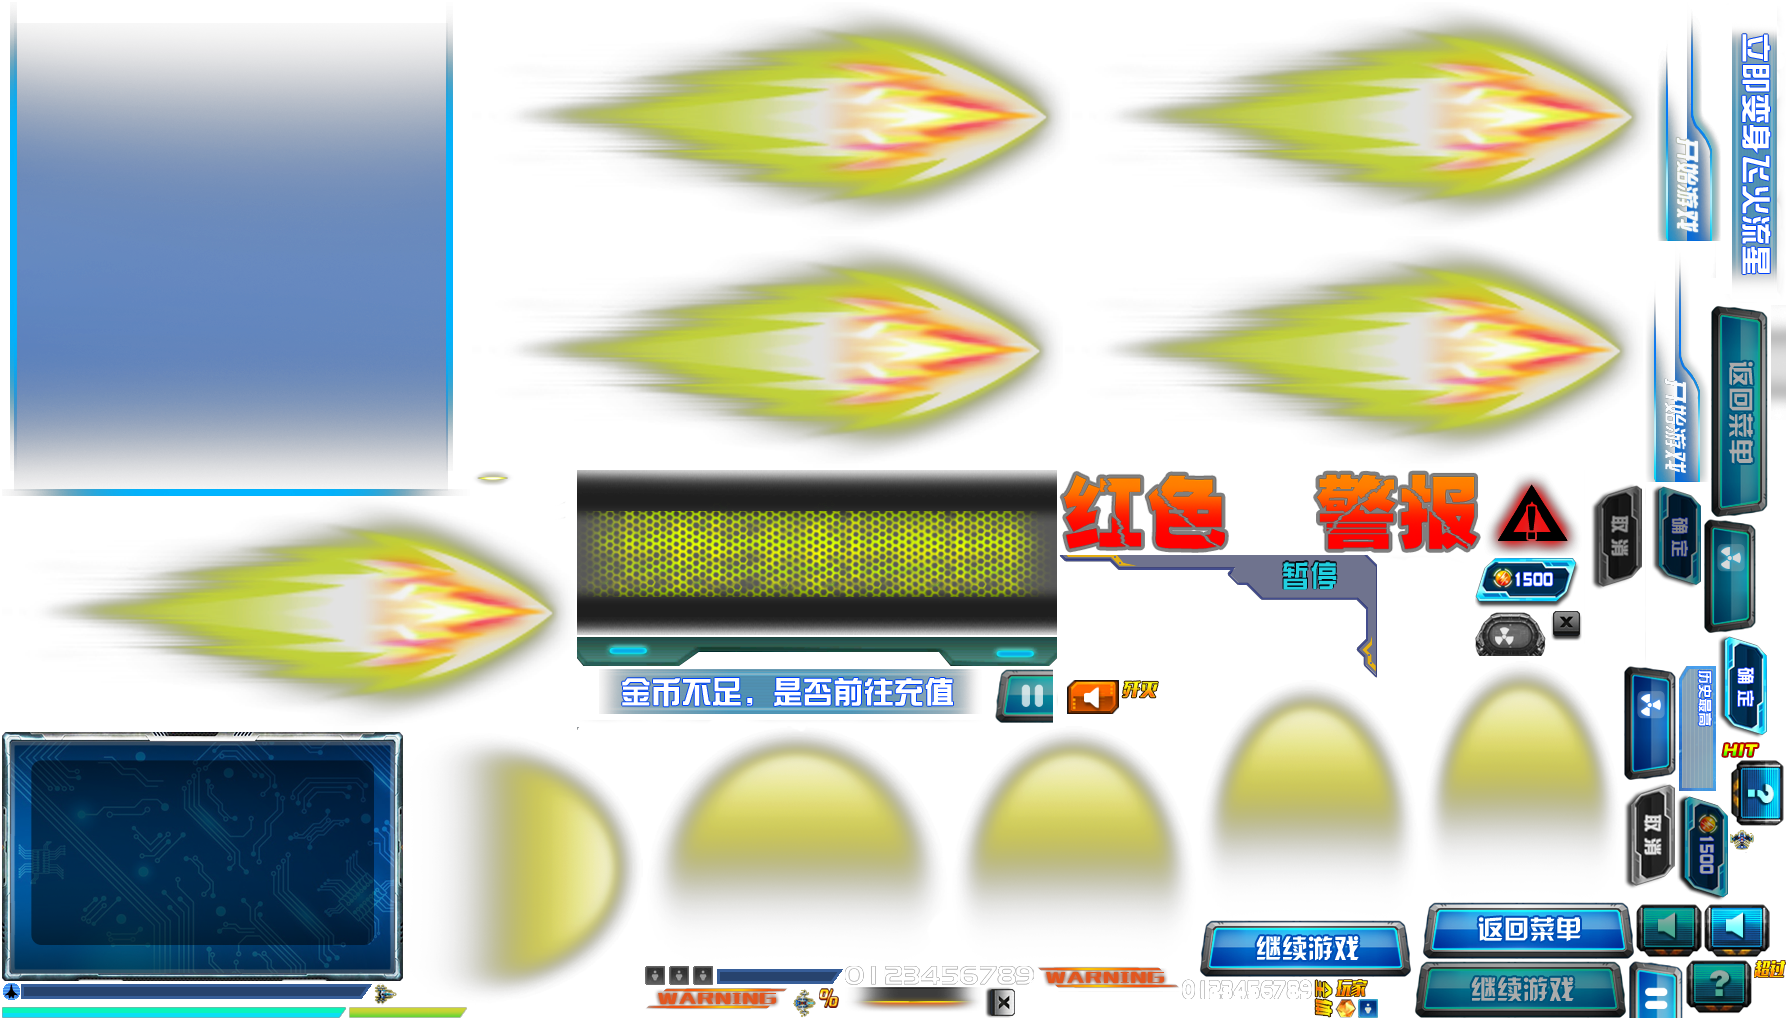 立即变身飞火流星
开始游戏
开始游戏
返回菜单
红色 警报
取消
确定
1500
暂停
X
金币不足，是否前往充值
歼灭
历史最高
确定
HIT
?
取消
1500
返回菜单
继续游戏
继续游戏
?
超过
0123456789
WARNING
WARNING
%
X
0123456789
玩家